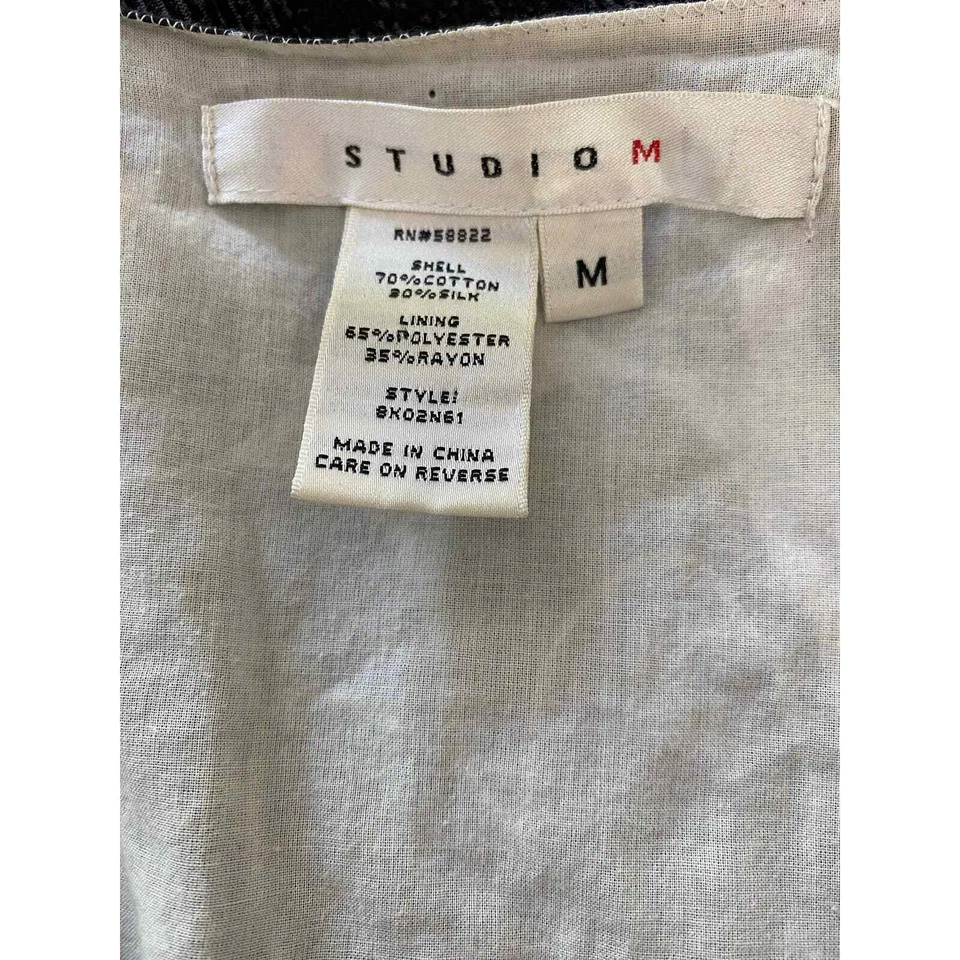 STUDIO M
RN#58822
M
SHELL
70%COTTON
30%SILK
LINING
65%POLYESTER
35%RAYON
STYLE:
8K02N61
MADE IN CHINA
CARE ON REVERSE